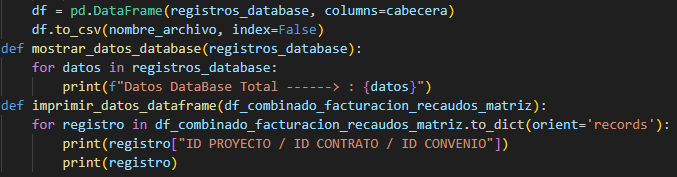 df = pd.DataFrame(registros_database, columns=cabecera)
df.to_csv(nombre_archivo, index=False)
def mostrar_datos_database(registros_database):
for datos in registros_database:
print(f"Datos DataBase Total ------> : {datos}")
def imprimir_datos_dataframe(df_combinado_facturacion_recaudos_matriz):
for registro in df_combinado_facturacion_recaudos_matriz.to_dict(orient='records'):
print(registro["ID PROYECTO / ID CONTRATO / ID CONVENIO"])
print(registro)